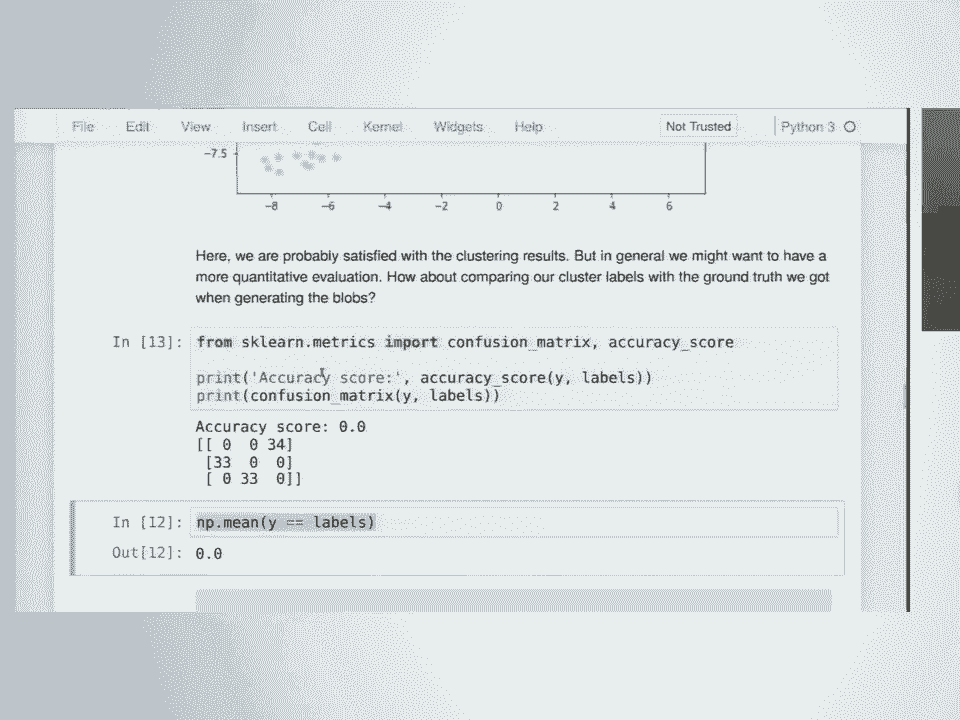 File Edit View Insert Cell Kernel Widgets Help Not Trusted Python 3
−7.5
−8 −6 −4 −2 0 2 4 6
Here, we are probably satisfied with the clustering results. But in general we might want to have a
more quantitative evaluation. How about comparing our cluster labels with the ground truth we got
when generating the blobs?
In [13]: from sklearn.metrics import confusion_matrix, accuracy_score
print('Accuracy score:', accuracy_score(y, labels))
print(confusion_matrix(y, labels))
Accuracy score: 0.0
[[ 0  0 34]
 [33  0  0]
 [ 0 33  0]]
In [12]: np.mean(y == labels)
Out[12]: 0.0